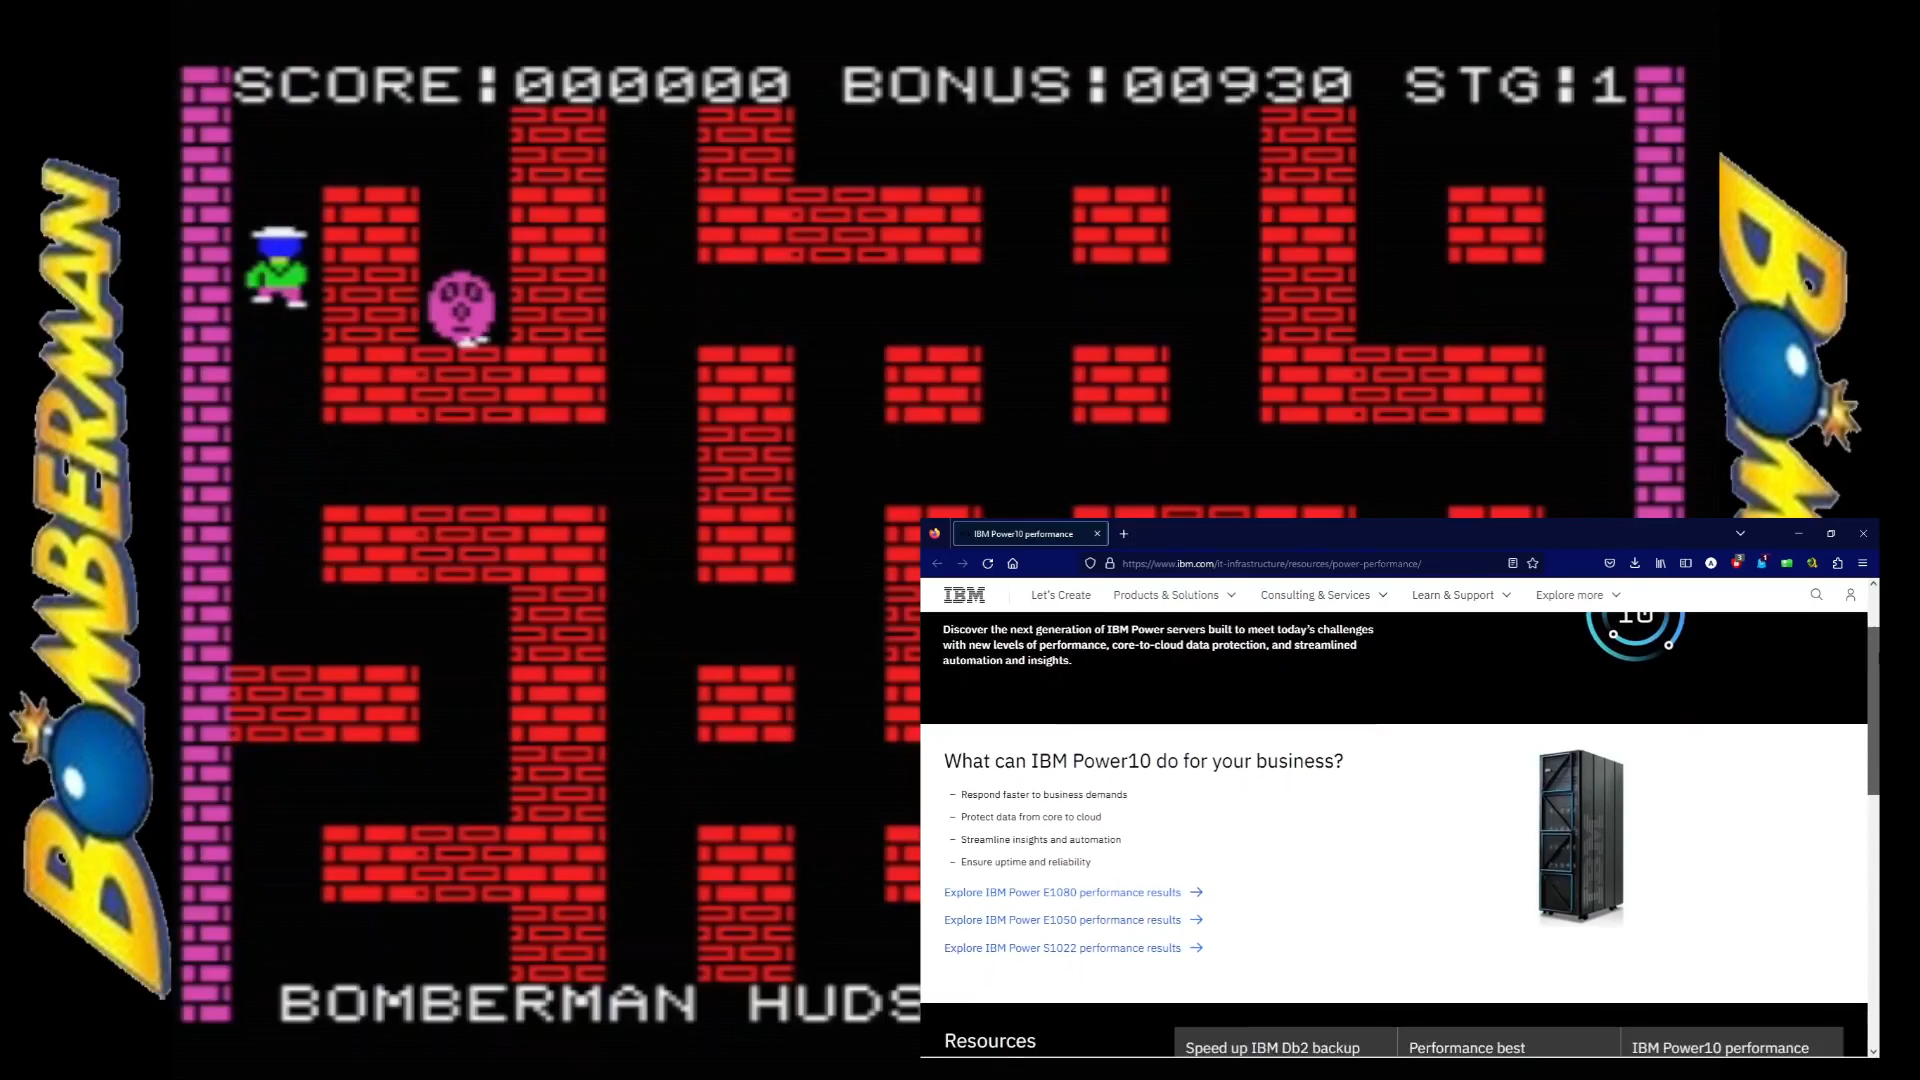 SCORE:000000 BONUS:00930 STG:1
BOMBERMAN
BOM
BOMBERMAN HUDS
IBM Power10 performance
https://www.ibm.com/it-infrastructure/resources/power-performance/
IBM
Let's Create
Products & Solutions
Consulting & Services
Learn & Support
Explore more
10
Discover the next generation of IBM Power servers built to meet today's challenges
with new levels of performance, core-to-cloud data protection, and streamlined
automation and insights.
What can IBM Power10 do for your business?
– Respond faster to business demands
– Protect data from core to cloud
– Streamline insights and automation
– Ensure uptime and reliability
Explore IBM Power E1080 performance results →
Explore IBM Power E1050 performance results →
Explore IBM Power S1022 performance results →
Resources
Speed up IBM Db2 backup
Performance best
IBM Power10 performance